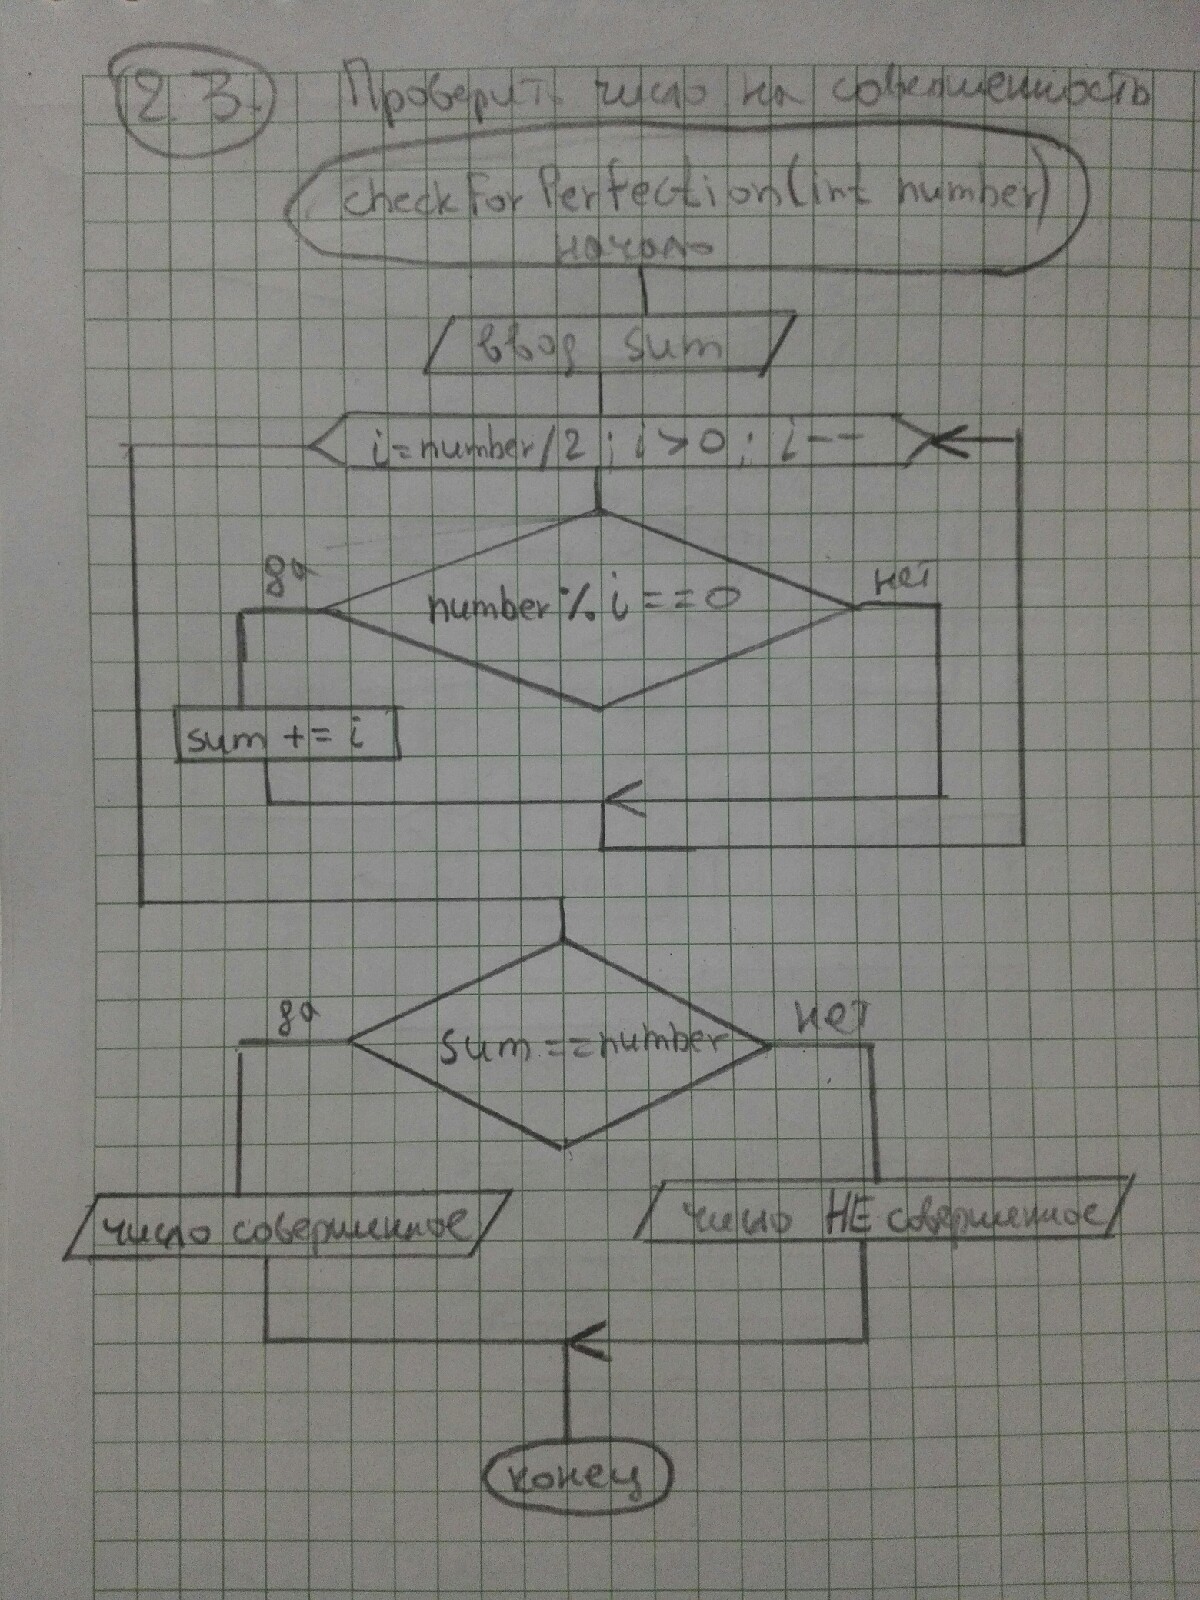 2.3. Проверить число на совершенность
checkForPerfection(int number)
начало
ввод sum
i=number/2; i>0; i--
да
нет
number % i ==0
sum += i
да
нет
sum ==number
число совершенное
число НЕ совершенное
конец